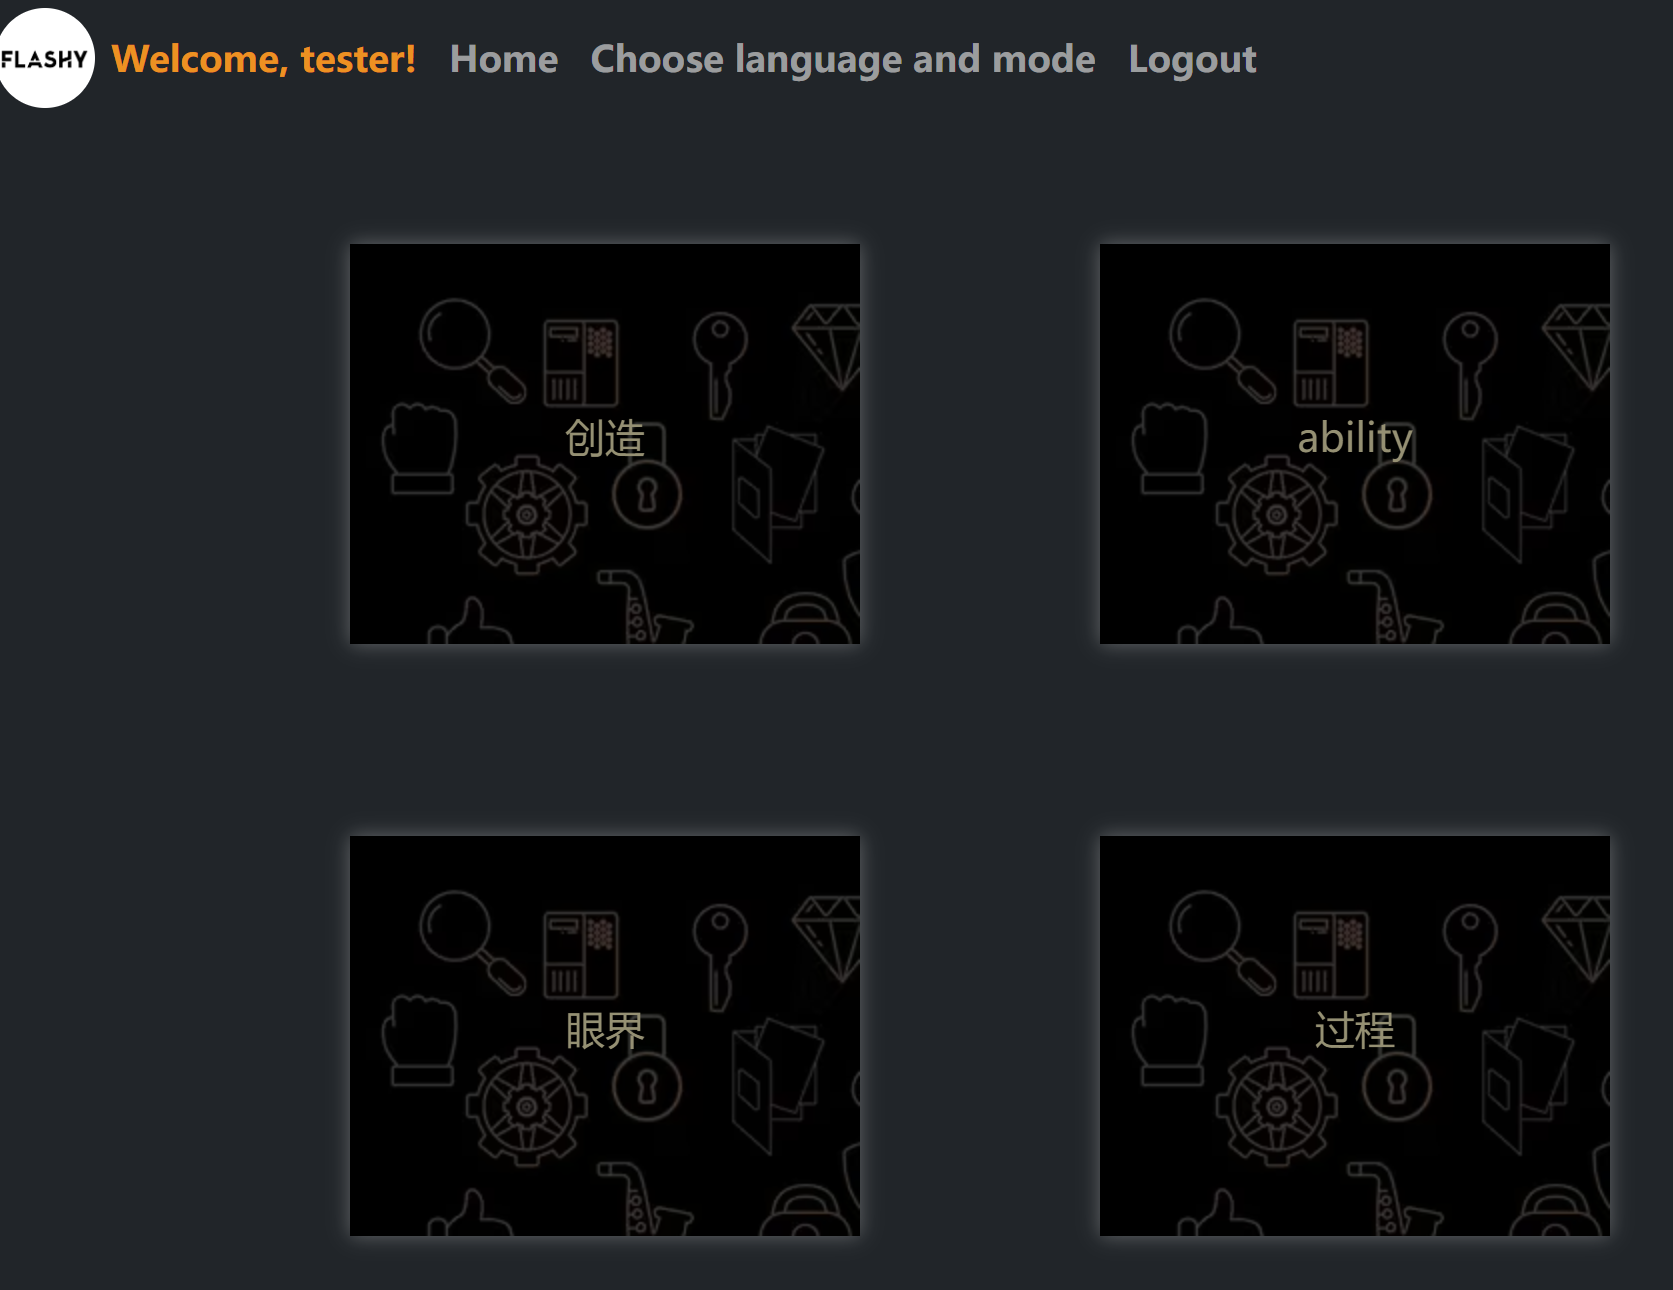 FLASHY
Welcome, tester! Home Choose language and mode Logout
创造
ability
眼界
过程